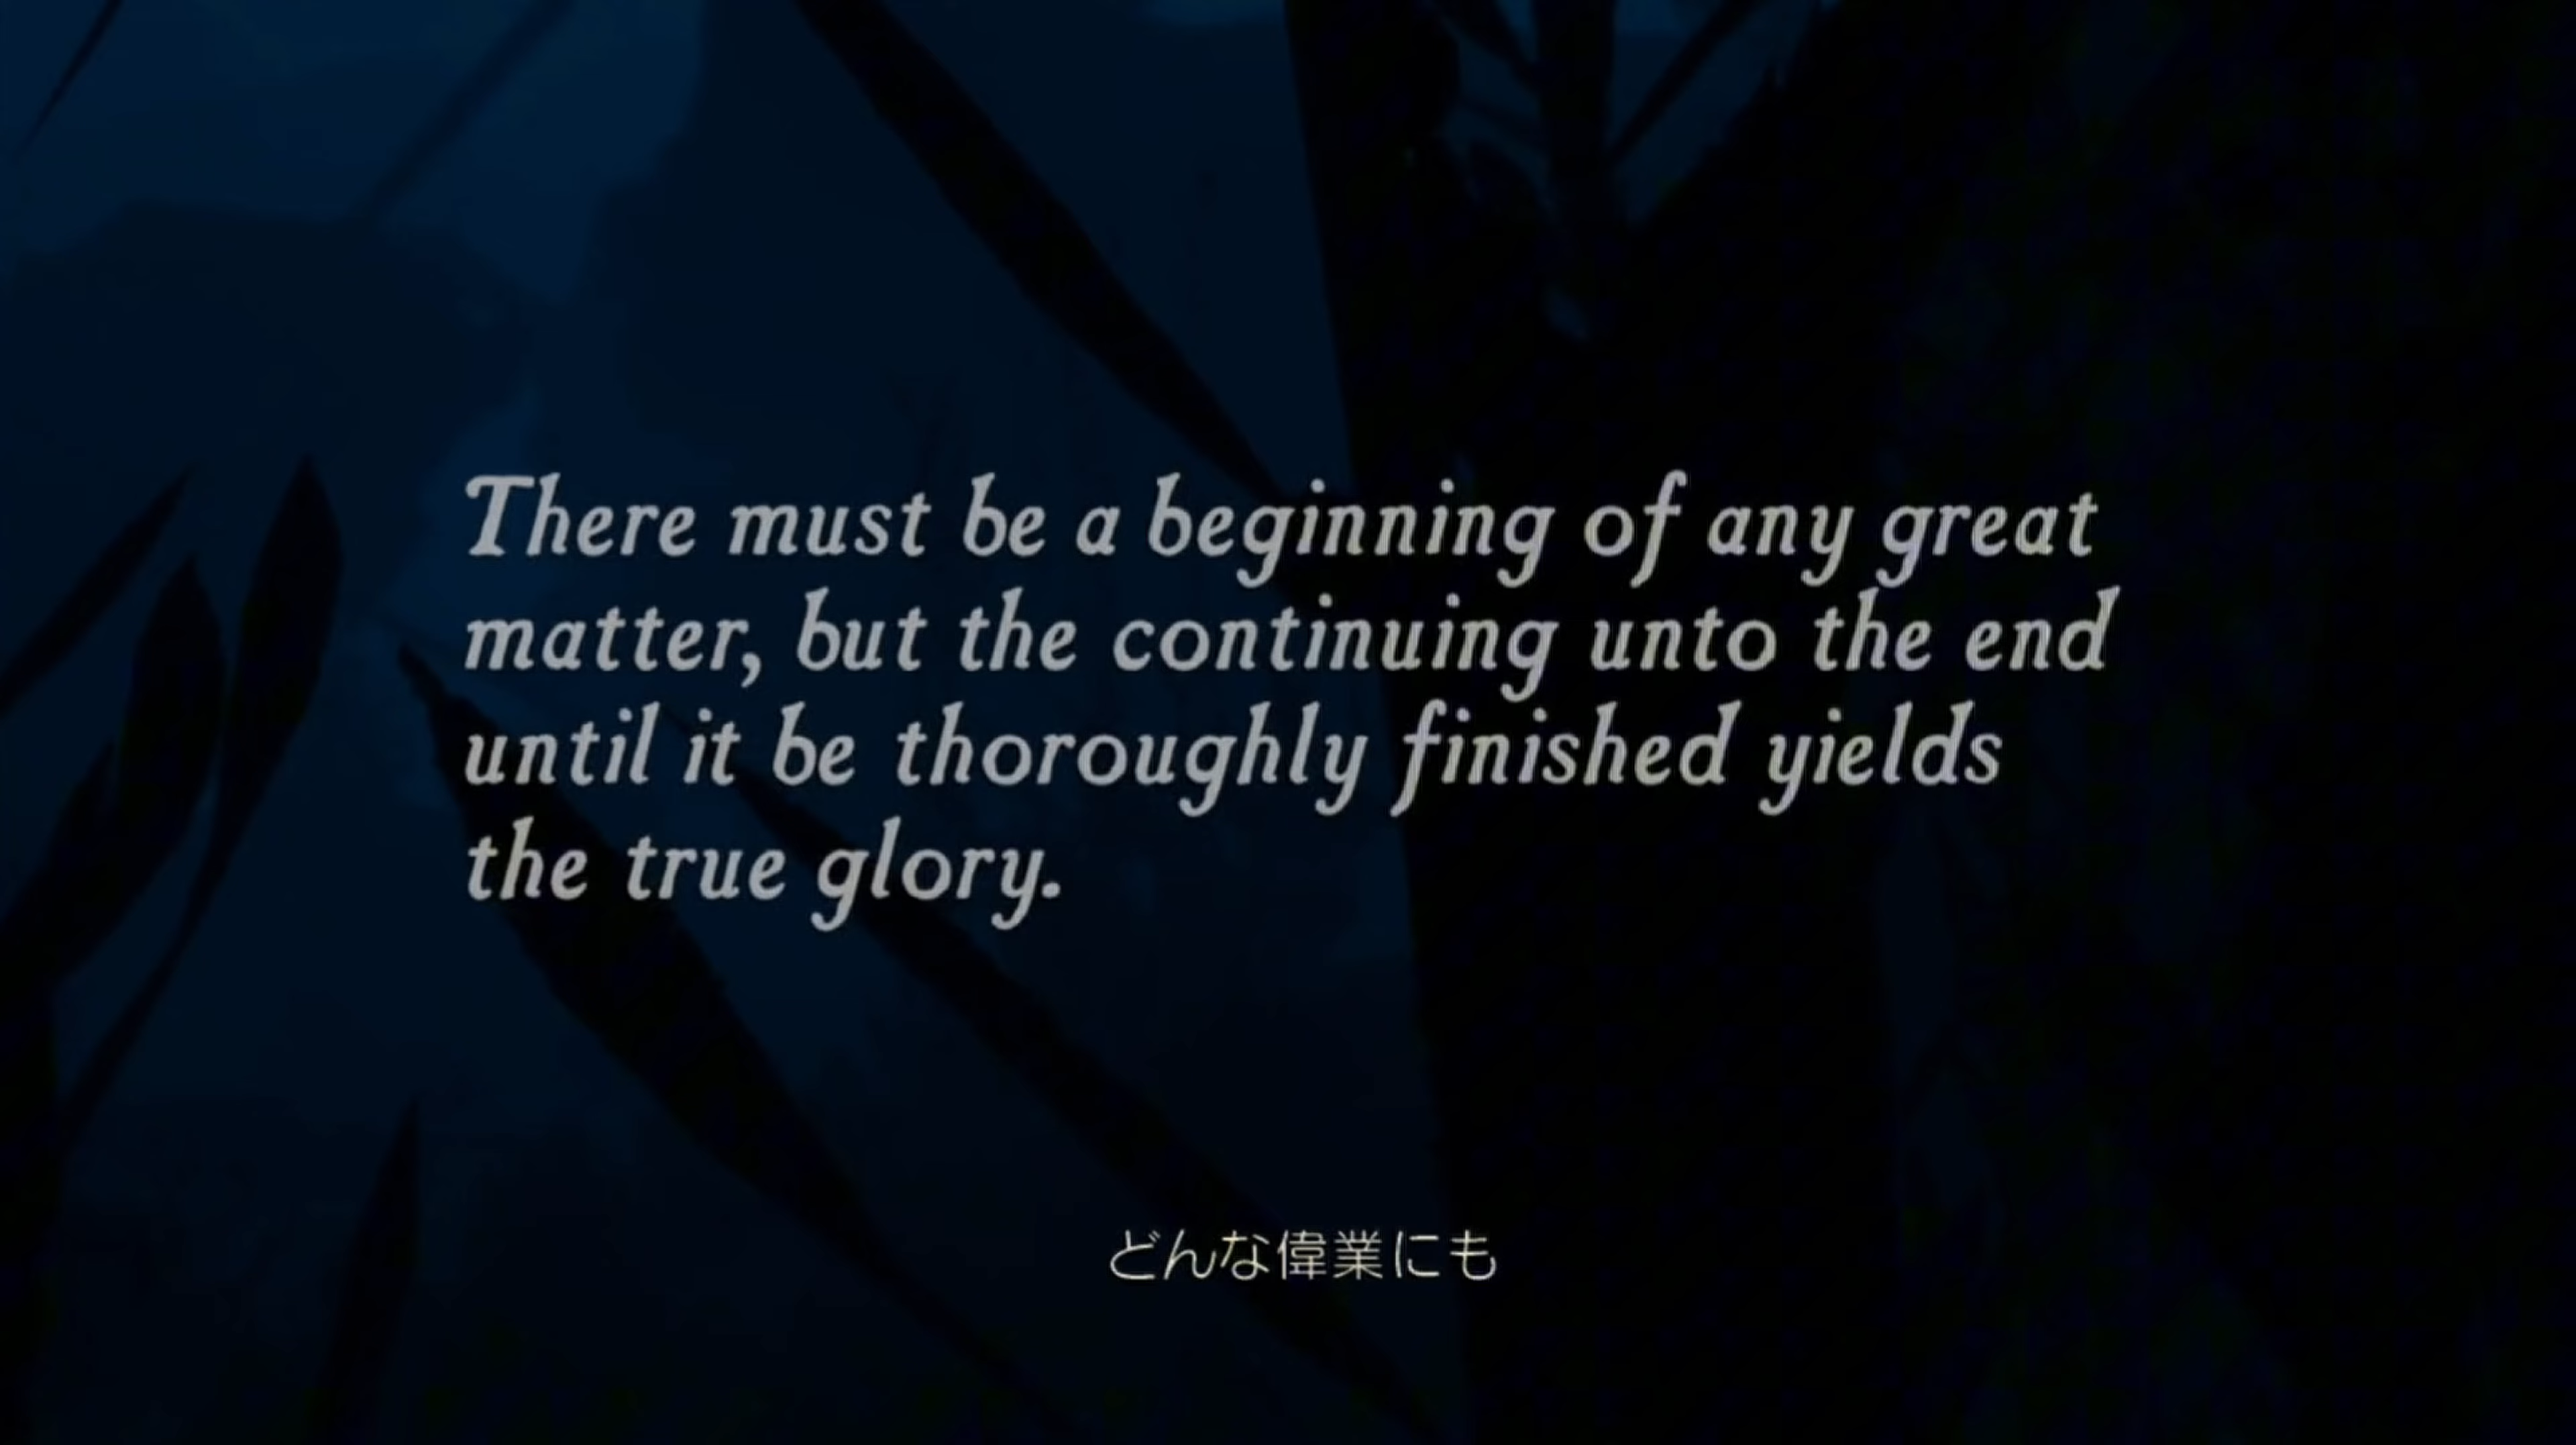 There must be a beginning of any great
matter, but the continuing unto the end
until it be thoroughly finished yields
the true glory.
どんな偉業にも